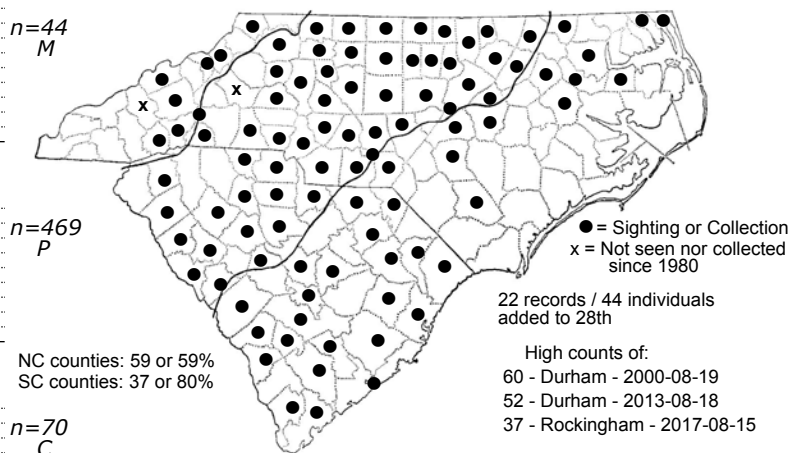 n=44
M
x
x
n=469
P
● = Sighting or Collection
x = Not seen nor collected
since 1980
22 records / 44 individuals
added to 28th
NC counties: 59 or 59%
SC counties: 37 or 80%
High counts of:
60 - Durham - 2000-08-19
52 - Durham - 2013-08-18
37 - Rockingham - 2017-08-15
n=70
C